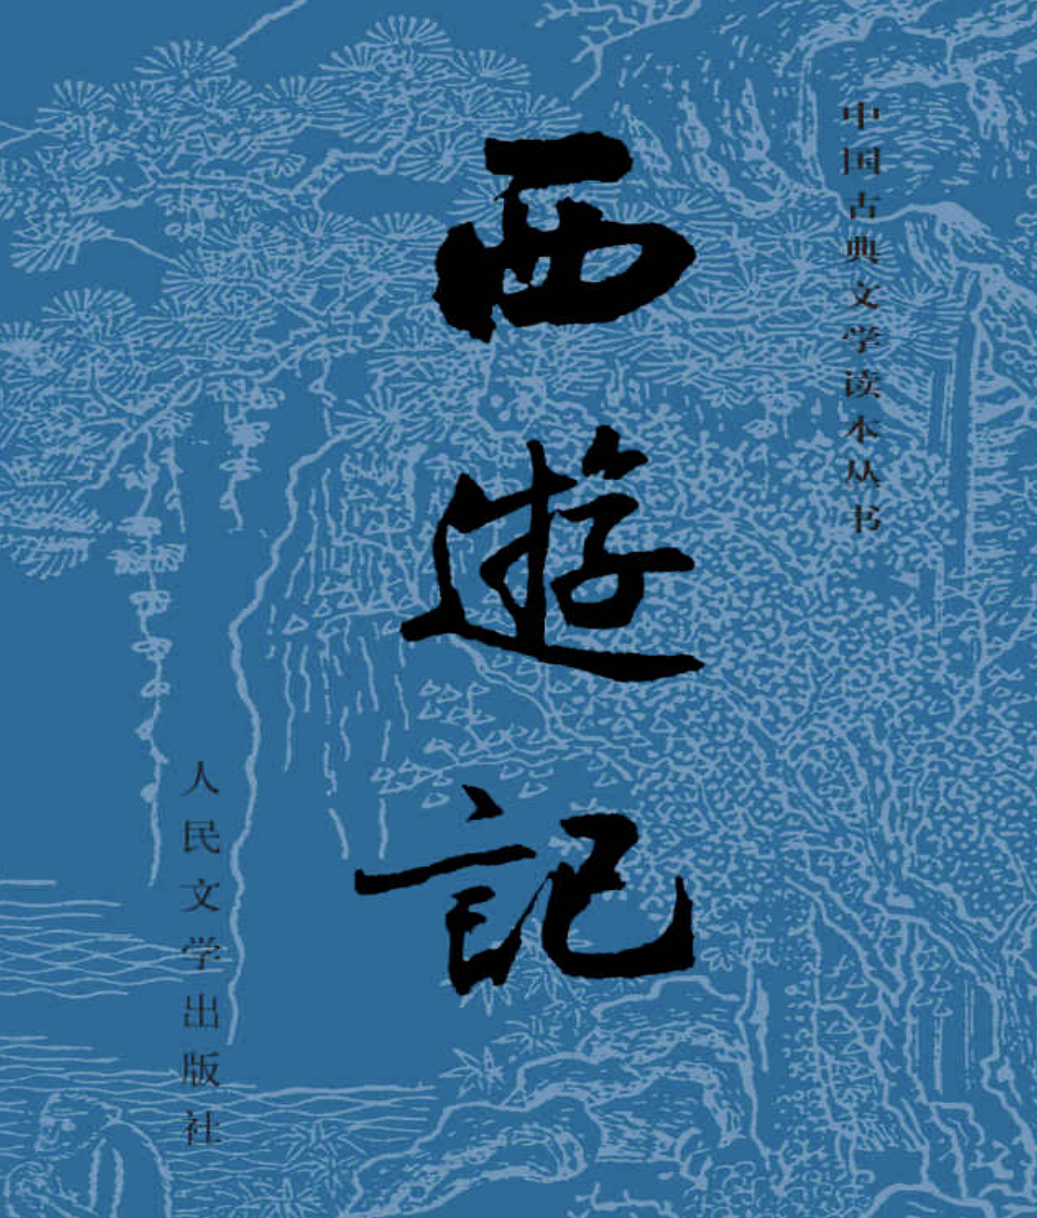 中国古典文学读本丛书
西遊記
人民文学出版社